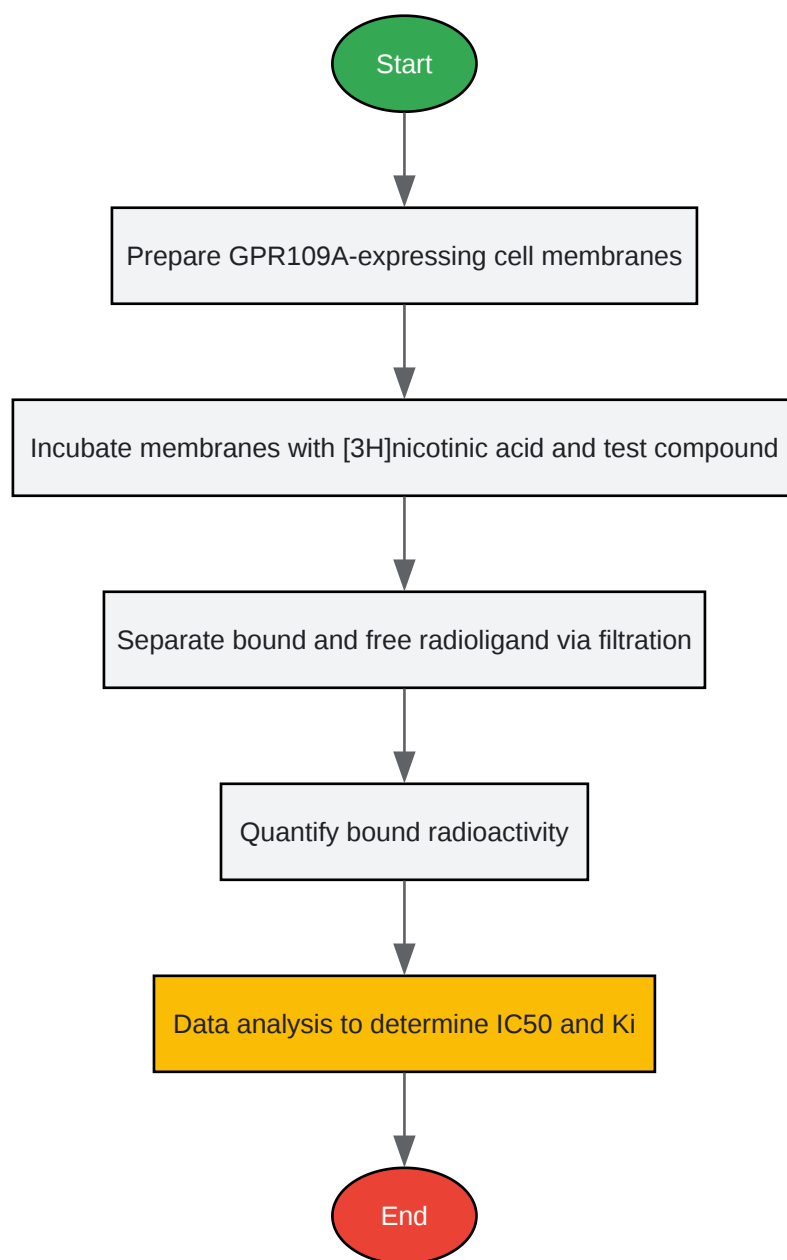 Start
Prepare GPR109A-expressing cell membranes
Incubate membranes with [3H]nicotinic acid and test compound
Separate bound and free radioligand via filtration
Quantify bound radioactivity
Data analysis to determine IC50 and Ki
End